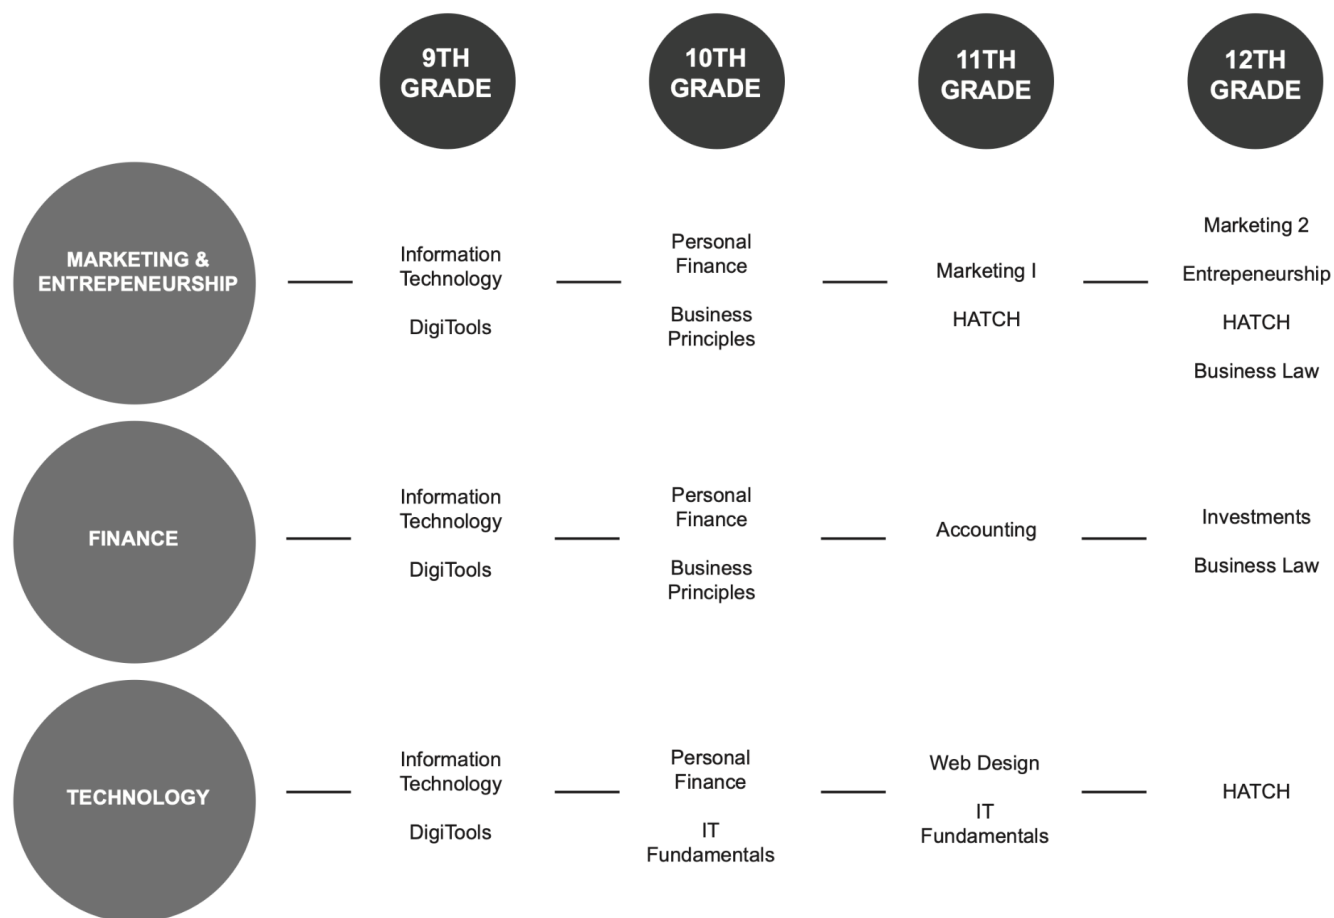 9TH
GRADE
10TH
GRADE
11TH
GRADE
12TH
GRADE
MARKETING &
ENTREPENEURSHIP
Information
Technology
DigiTools
Personal
Finance
Business
Principles
Marketing I
HATCH
Marketing 2
Entrepeneurship
HATCH
Business Law
FINANCE
Information
Technology
DigiTools
Personal
Finance
Business
Principles
Accounting
Investments
Business Law
TECHNOLOGY
Information
Technology
DigiTools
Personal
Finance
IT
Fundamentals
Web Design
IT
Fundamentals
HATCH